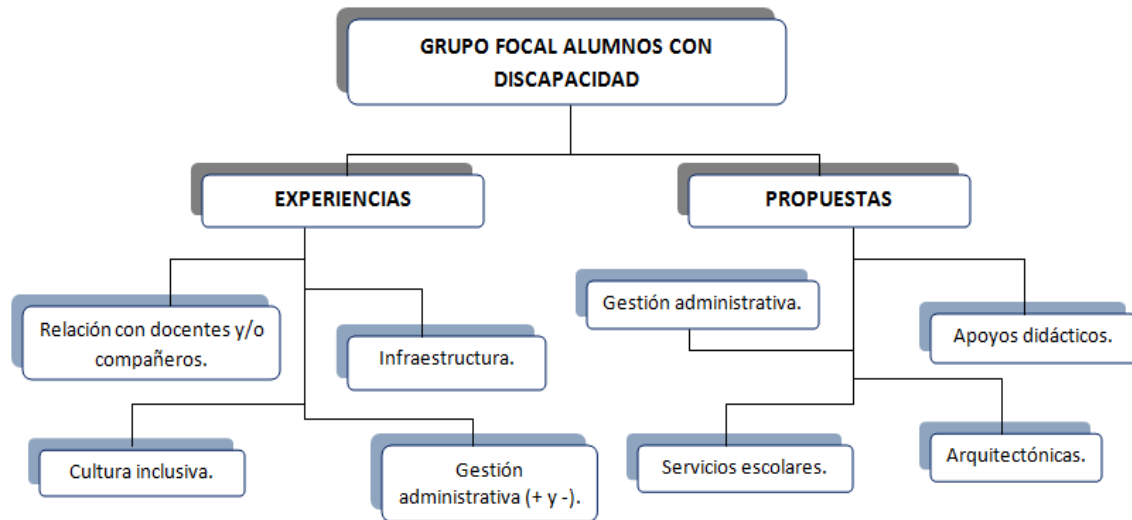 GRUPO FOCAL ALUMNOS CON
DISCAPACIDAD
EXPERIENCIAS
PROPUESTAS
Relación con docentes y/o
compañeros.
Infraestructura.
Cultura inclusiva.
Gestión
administrativa (+ y -).
Gestión administrativa.
Apoyos didácticos.
Servicios escolares.
Arquitectónicas.